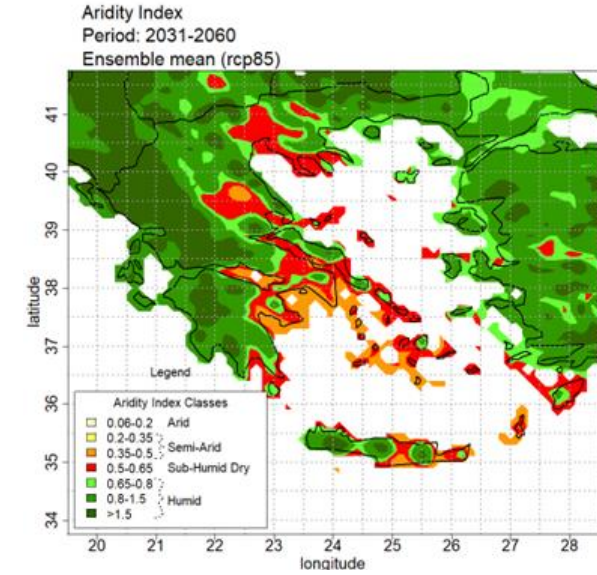 Aridity Index
Period: 2031-2060
Ensemble mean (rcp85)
41
40
39
38
37
36
35
34
latitude
Legend
Aridity Index Classes
0.06-0.2 Arid
0.2-0.35
Semi-Arid
0.35-0.5
0.5-0.65 Sub-Humid Dry
0.65-0.8
0.8-1.5 Humid
>1.5
20 21 22 23 24 25 26 27 28
longitude